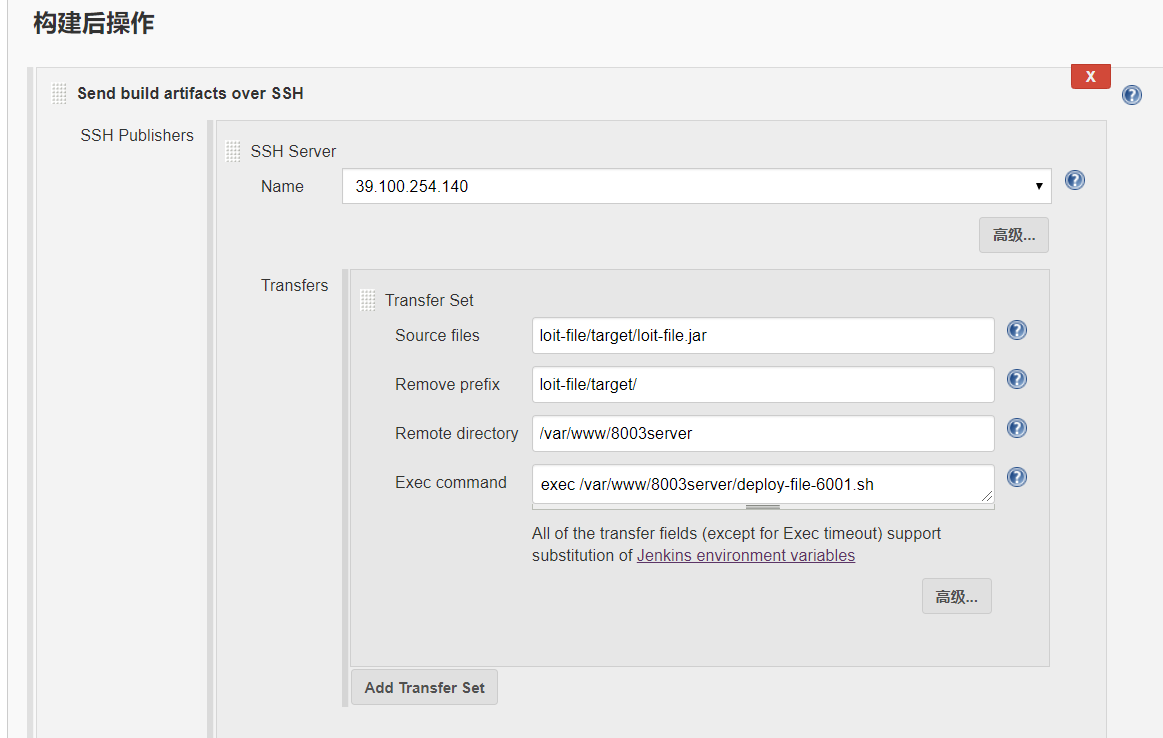 构建后操作
X
Send build artifacts over SSH
SSH Publishers
SSH Server
Name 39.100.254.140
高级...
Transfers
Transfer Set
Source files loit-file/target/loit-file.jar
Remove prefix loit-file/target/
Remote directory /var/www/8003server
Exec command exec /var/www/8003server/deploy-file-6001.sh
All of the transfer fields (except for Exec timeout) support
substitution of Jenkins environment variables
高级...
Add Transfer Set